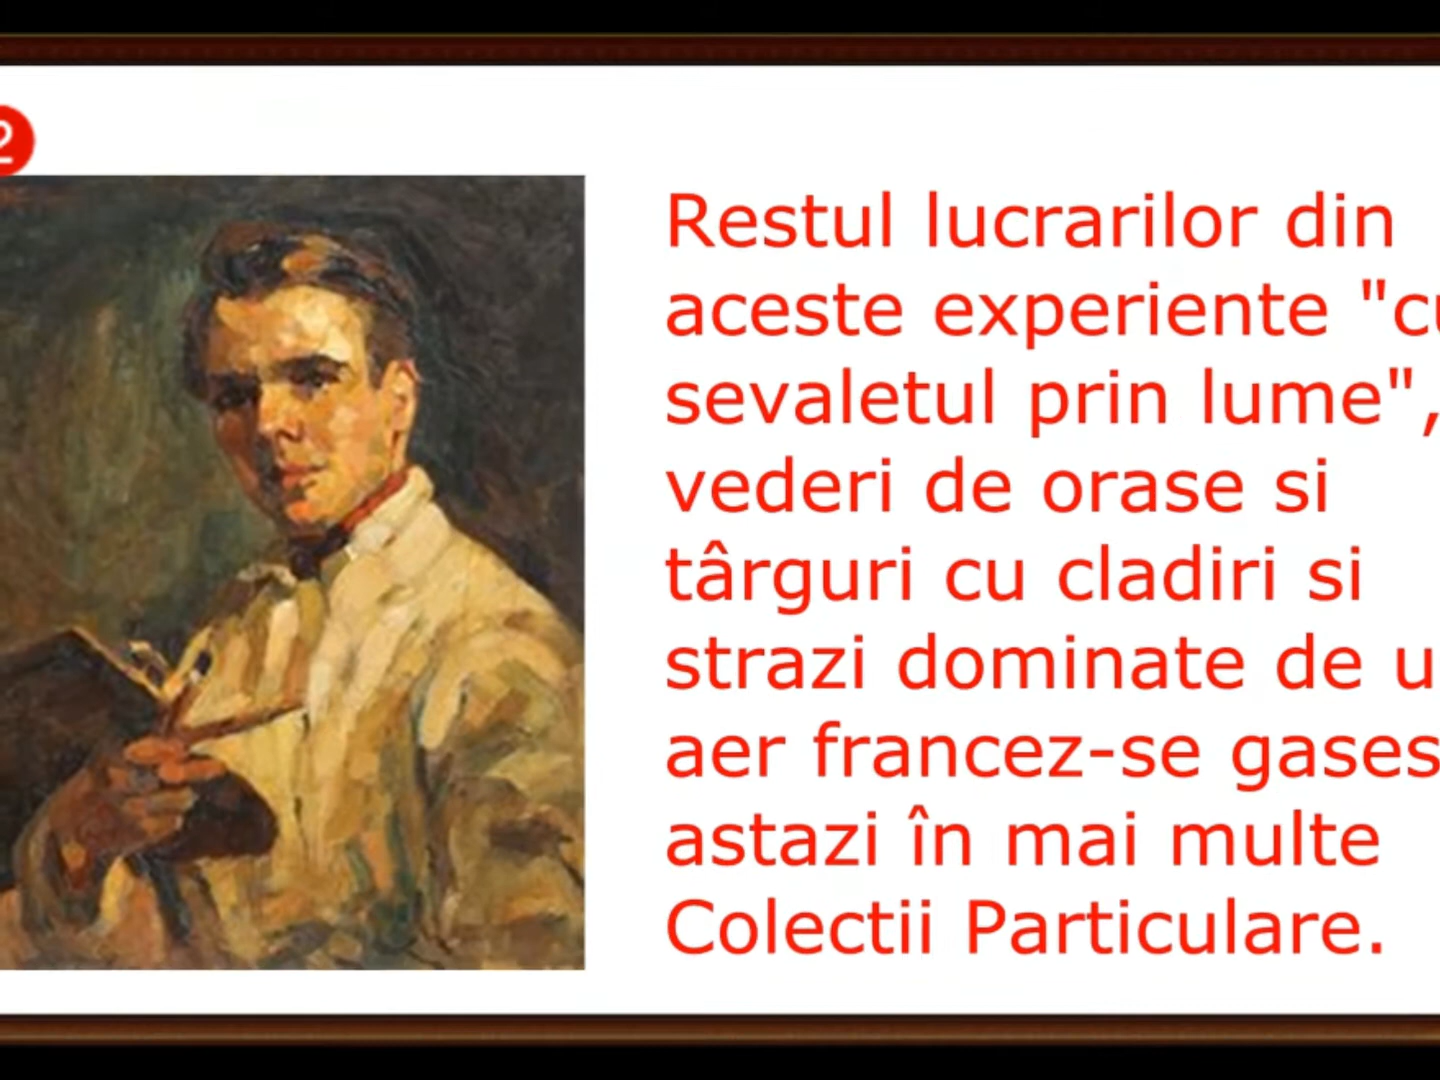 2
Restul lucrarilor din
aceste experiente "cu
sevaletul prin lume",
vederi de orase si
târguri cu cladiri si
strazi dominate de u
aer francez-se gases
astazi în mai multe
Colectii Particulare.